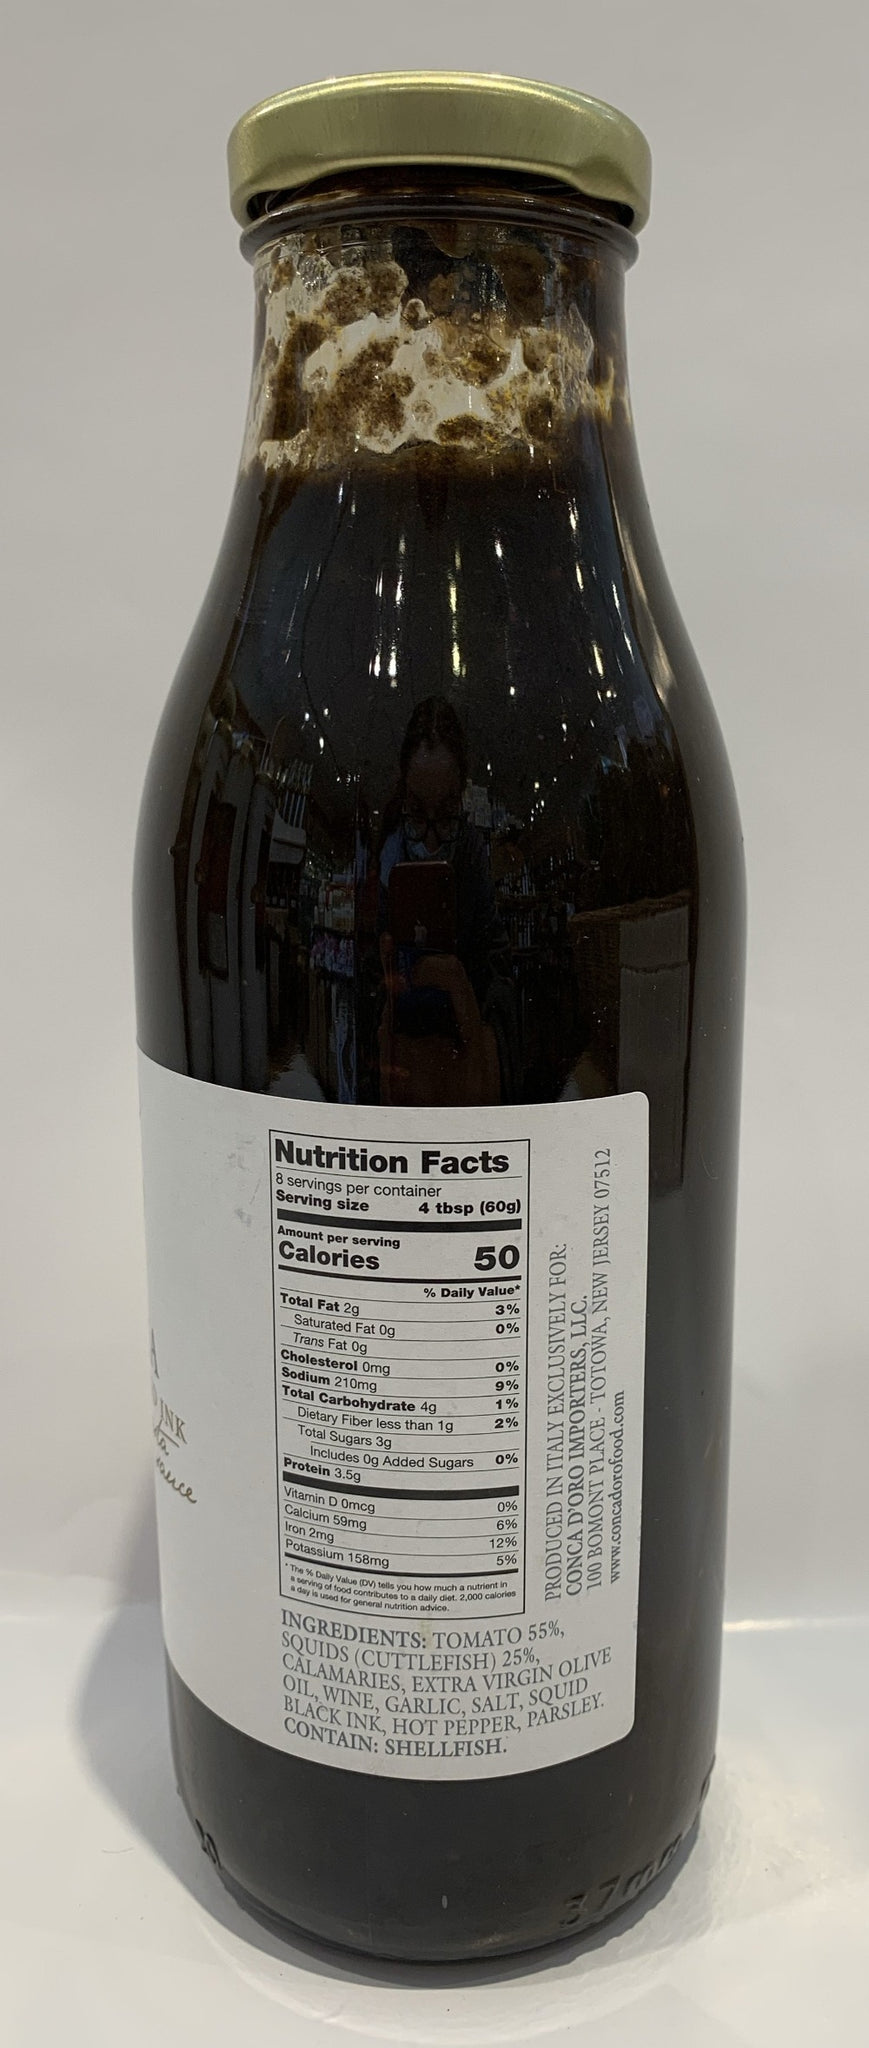 A
INK
Nutrition Facts
8 servings per container
Serving size 4 tbsp (60g)
Amount per serving
Calories 50
% Daily Value*
Total Fat 2g 3%
Saturated Fat 0g 0%
Trans Fat 0g
Cholesterol 0mg 0%
Sodium 210mg 9%
Total Carbohydrate 4g 1%
Dietary Fiber less than 1g 2%
Total Sugars 3g
Includes 0g Added Sugars 0%
Protein 3.5g
Vitamin D 0mcg 0%
Calcium 59mg 6%
Iron 2mg 12%
Potassium 158mg 5%
* The % Daily Value (DV) tells you how much a nutrient in
a serving of food contributes to a daily diet. 2,000 calories
a day is used for general nutrition advice.
INGREDIENTS: TOMATO 55%,
SQUIDS (CUTTLEFISH) 25%,
CALAMARIES, EXTRA VIRGIN OLIVE
OIL, WINE, GARLIC, SALT, SQUID
BLACK INK, HOT PEPPER, PARSLEY.
CONTAIN: SHELLFISH.
PRODUCED IN ITALY EXCLUSIVELY FOR:
CONCA D'ORO IMPORTERS, LLC.
100 BOMONT PLACE - TOTOWA, NEW JERSEY 07512
www.concadorofood.com
37mm